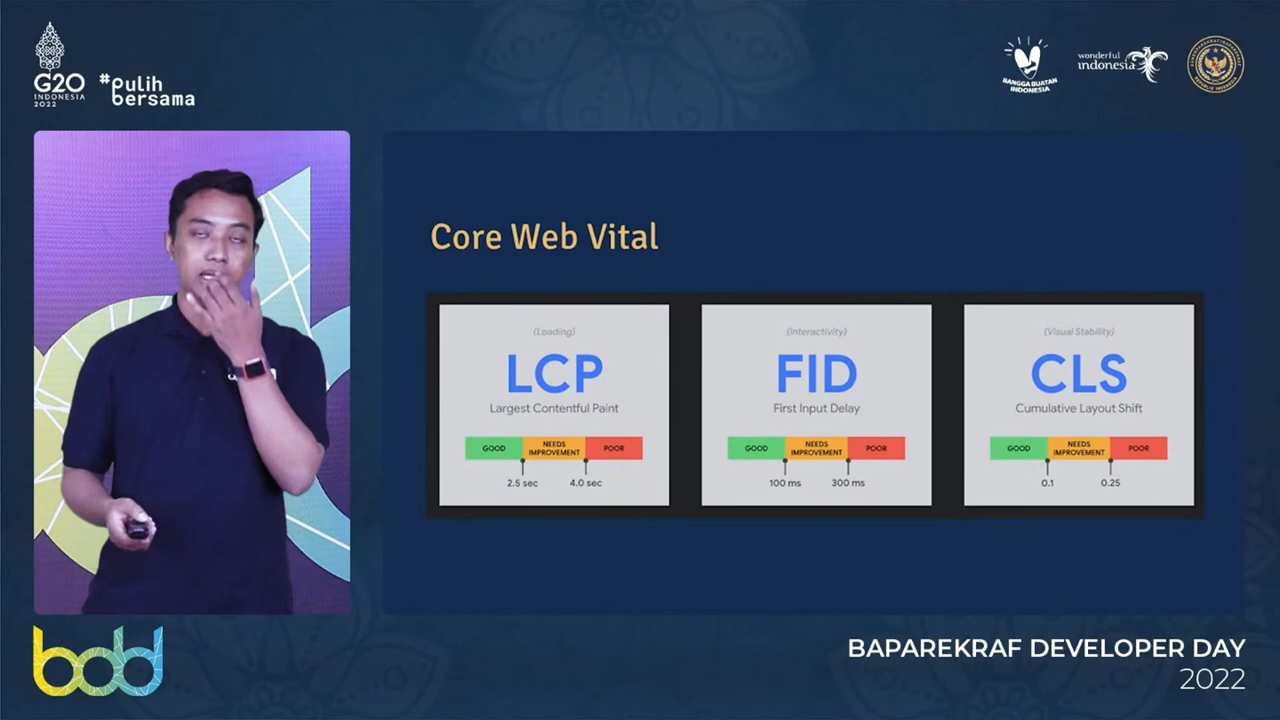 G20
INDONESIA
2022
#pulih
bersama
BANGGA BUATAN
INDONESIA
wonderful
indonesia
Core Web Vital
(Loading)
LCP
Largest Contentful Paint
GOOD
NEEDS
IMPROVEMENT
POOR
2.5 sec
4.0 sec
(Interactivity)
FID
First Input Delay
GOOD
NEEDS
IMPROVEMENT
POOR
100 ms
300 ms
(Visual Stability)
CLS
Cumulative Layout Shift
GOOD
NEEDS
IMPROVEMENT
POOR
0.1
0.25
bdd
BAPAREKRAF DEVELOPER DAY
2022